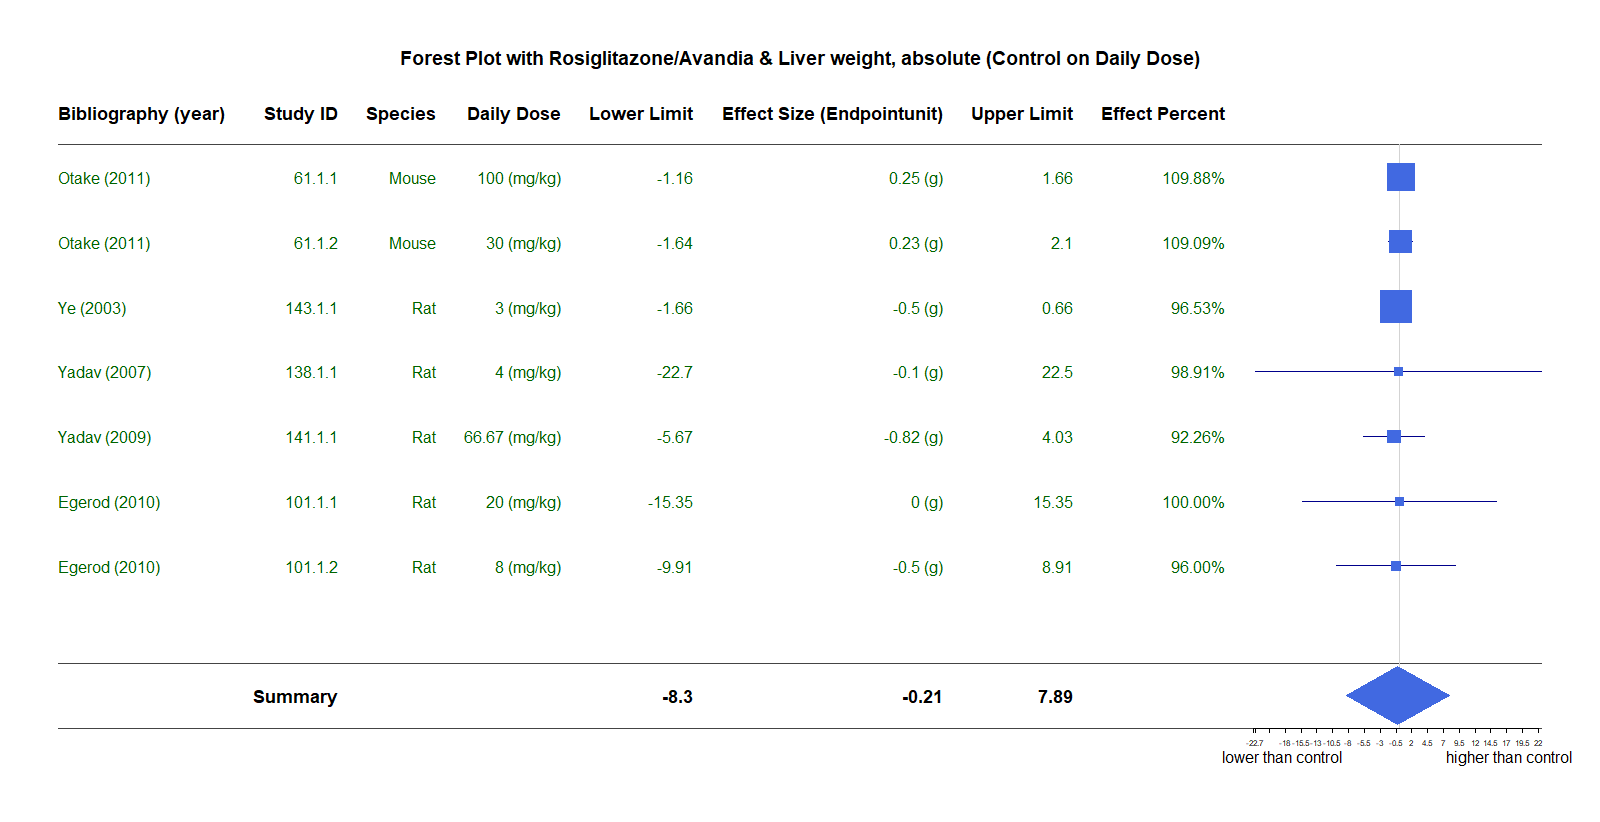 Forest Plot with Rosiglitazone/Avandia & Liver weight, absolute (Control on Daily Dose)
Bibliography (year) Study ID Species Daily Dose Lower Limit Effect Size (Endpointunit) Upper Limit Effect Percent
Otake (2011) 61.1.1 Mouse 100 (mg/kg) -1.16 0.25 (g) 1.66 109.88%
Otake (2011) 61.1.2 Mouse 30 (mg/kg) -1.64 0.23 (g) 2.1 109.09%
Ye (2003) 143.1.1 Rat 3 (mg/kg) -1.66 -0.5 (g) 0.66 96.53%
Yadav (2007) 138.1.1 Rat 4 (mg/kg) -22.7 -0.1 (g) 22.5 98.91%
Yadav (2009) 141.1.1 Rat 66.67 (mg/kg) -5.67 -0.82 (g) 4.03 92.26%
Egerod (2010) 101.1.1 Rat 20 (mg/kg) -15.35 0 (g) 15.35 100.00%
Egerod (2010) 101.1.2 Rat 8 (mg/kg) -9.91 -0.5 (g) 8.91 96.00%
Summary -8.3 -0.21 7.89
-22.7 -18 -15.5 -13 -10.5 -8 -5.5 -3 -0.5 2 4.5 7 9.5 12 14.5 17 19.5 22
lower than control higher than control